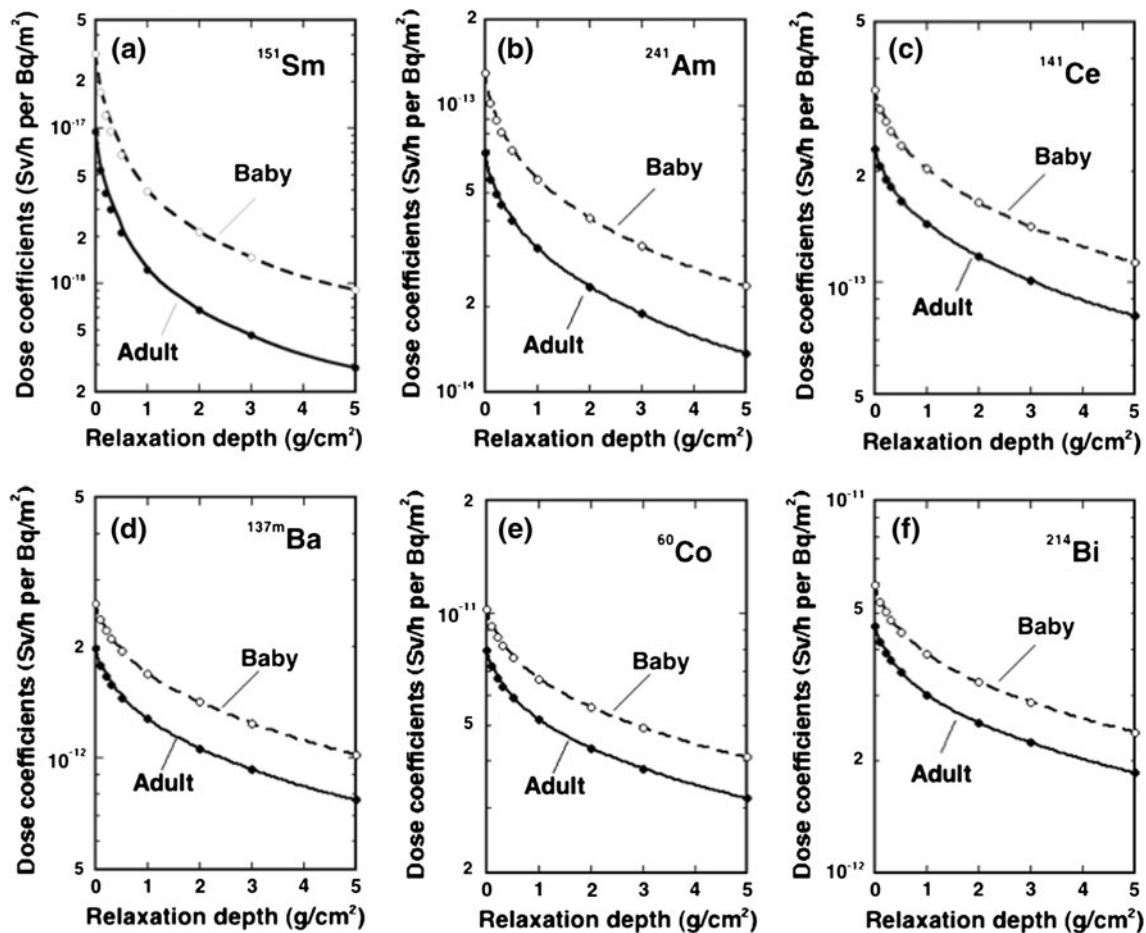 Dose coefficients (Sv/h per Bq/m²)
(a)
¹⁵¹Sm
5
2
10⁻¹⁷
5
2
10⁻¹⁸
5
2
Baby
Adult
0 1 2 3 4 5
Relaxation depth (g/cm²)
Dose coefficients (Sv/h per Bq/m²)
(b)
²⁴¹Am
2
10⁻¹³
5
2
10⁻¹⁴
Baby
Adult
0 1 2 3 4 5
Relaxation depth (g/cm²)
Dose coefficients (Sv/h per Bq/m²)
(c)
¹⁴¹Ce
5
2
10⁻¹³
5
Baby
Adult
0 1 2 3 4 5
Relaxation depth (g/cm²)
Dose coefficients (Sv/h per Bq/m²)
(d)
¹³⁷ᵐBa
5
2
10⁻¹²
5
Baby
Adult
0 1 2 3 4 5
Relaxation depth (g/cm²)
Dose coefficients (Sv/h per Bq/m²)
(e)
⁶⁰Co
2
10⁻¹¹
5
2
Baby
Adult
0 1 2 3 4 5
Relaxation depth (g/cm²)
Dose coefficients (Sv/h per Bq/m²)
(f)
²¹⁴Bi
10⁻¹¹
5
2
10⁻¹²
Baby
Adult
0 1 2 3 4 5
Relaxation depth (g/cm²)